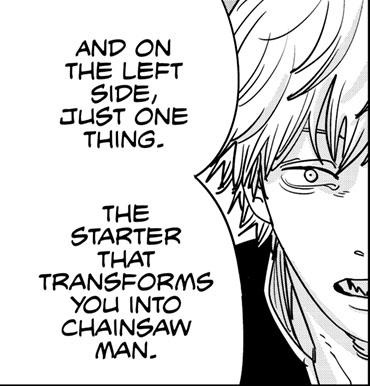 AND ON
THE LEFT
SIDE,
JUST ONE
THING.
THE
STARTER
THAT
TRANSFORMS
YOU INTO
CHAINSAW
MAN.